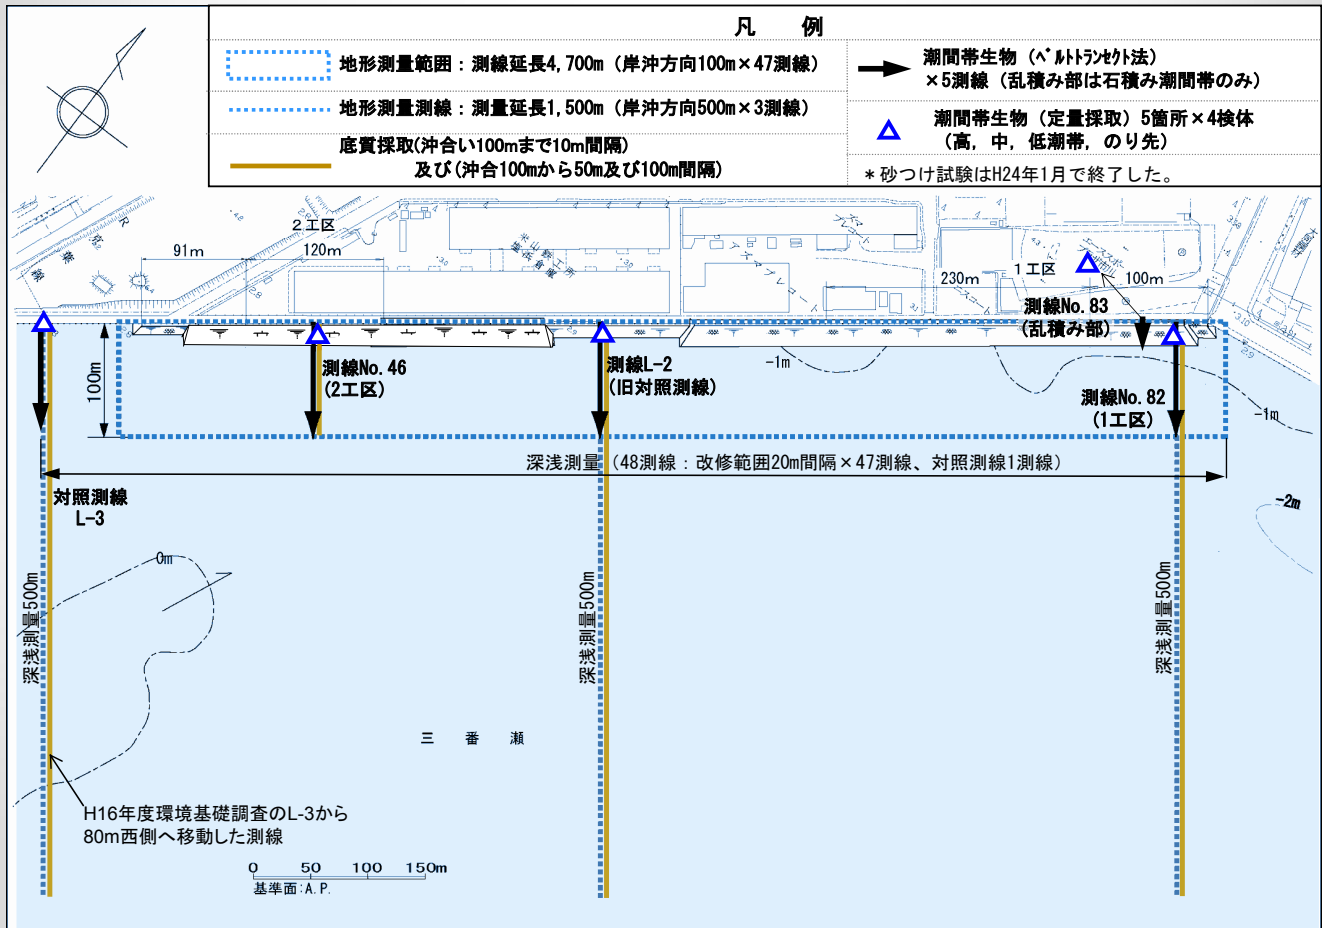 凡　例
地形測量範囲：測線延長4,700m（岸沖方向100m×47測線）
地形測量測線：測量延長1,500m（岸沖方向500m×3測線）
底質採取(沖合い100mまで10m間隔)
及び(沖合100mから50m及び100m間隔)
潮間帯生物（ﾍﾞﾙﾄﾄﾗﾝｾｸﾄ法）
×5測線（乱積み部は石積み潮間帯のみ）
潮間帯生物（定量採取）5箇所×4検体
（高，中，低潮帯，のり先）
＊砂つけ試験はH24年1月で終了した。
2工区
91m
120m
1工区
230m
100m
測線No.83
(乱積み部)
100m
測線No.46
(2工区)
測線L-2
(旧対照測線)
-1m
測線No.82
(1工区)
-1m
深浅測量（48測線：改修範囲20m間隔×47測線、対照測線1測線）
対照測線
L-3
-2m
0m
深浅測量500m
深浅測量500m
深浅測量500m
三　番　瀬
H16年度環境基礎調査のL-3から
80m西側へ移動した測線
0 50 100 150m
基準面:A.P.